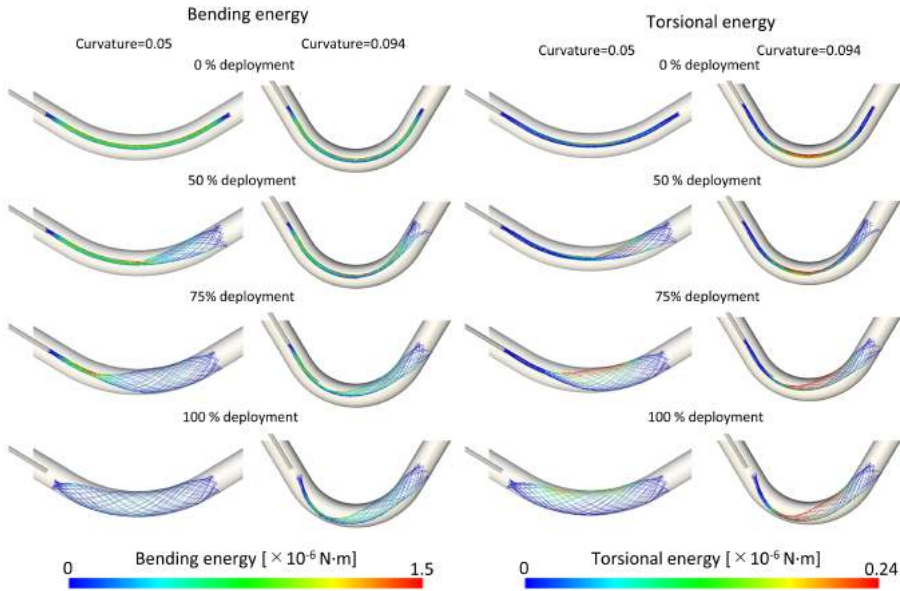 Bending energy
Torsional energy
Curvature=0.05
Curvature=0.094
Curvature=0.05
Curvature=0.094
0 % deployment
0 % deployment
50 % deployment
50 % deployment
75% deployment
75% deployment
100 % deployment
100 % deployment
Bending energy [ × 10⁻⁶ N·m]
Torsional energy [ × 10⁻⁶ N·m]
0
1.5
0
0.24